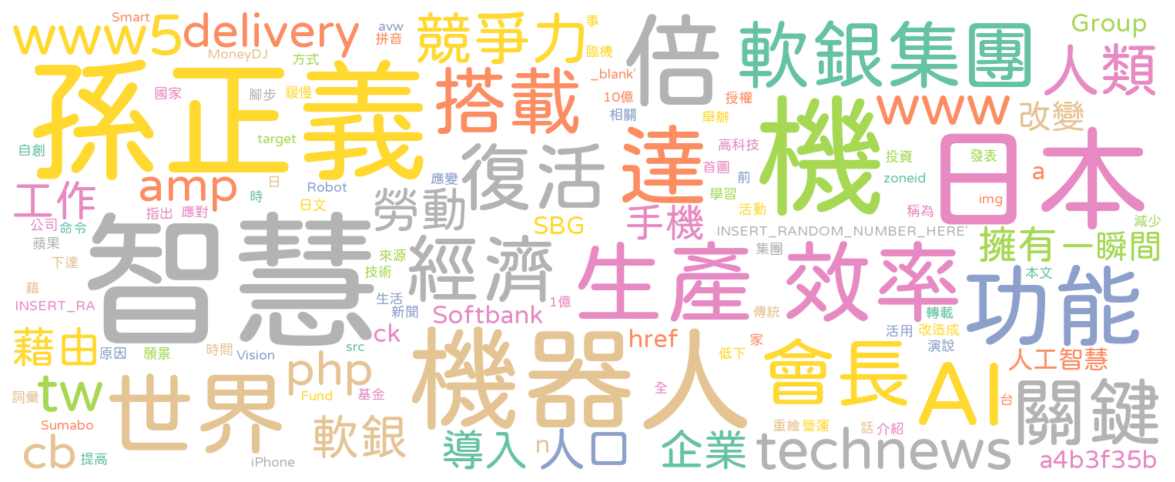 Smart
www5
delivery
avw
拼音
MoneyDJ
方式
競爭力
事
臨機
倍
軟銀集團
Group
人類
孫正義
國家
腳步
緩慢
搭載
_blank'
10億
相關
授權
舉辦
機
www
改變
自創
target
復活
達
高科技
首圖
前
投資
發表
日本
a
工作
amp
日
時
Robot
應變
勞動
學習
zoneid
img
指出
應對
日文
SBG
手機
活動
稱為
減少
公司
命令
蘋果
下達
智慧
來源
技術
經濟
INSERT_RANDOM_NUMBER_HERE'
集團
擁有
一瞬間
本文
藉
INSERT_RA
生活
新聞
Softbank
1億
生產
效率
傳統
轉載
功能
活用
改造成
演說
藉由
原因
願景
時間
Vision
src
ck
機器人
href
家
低下
會長
AI
人工智慧
詞彙
tw
世界
php
Fund
基金
全
台
關鍵
Sumabo
軟銀
重繪
營運
話
介紹
cb
提高
iPhone
導入
n
人口
企業
technews
a4b3f35b